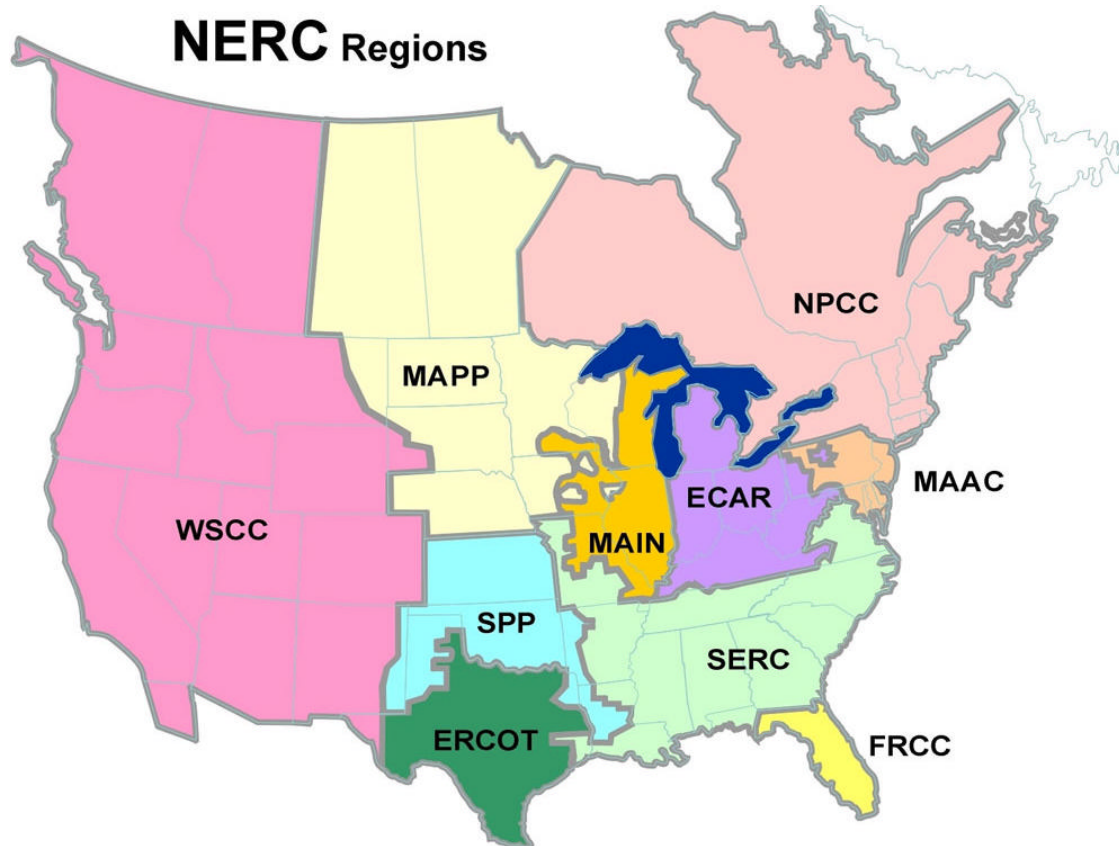 NERC Regions
NPCC
MAPP
MAAC
ECAR
WSCC
MAIN
SPP
SERC
ERCOT
FRCC